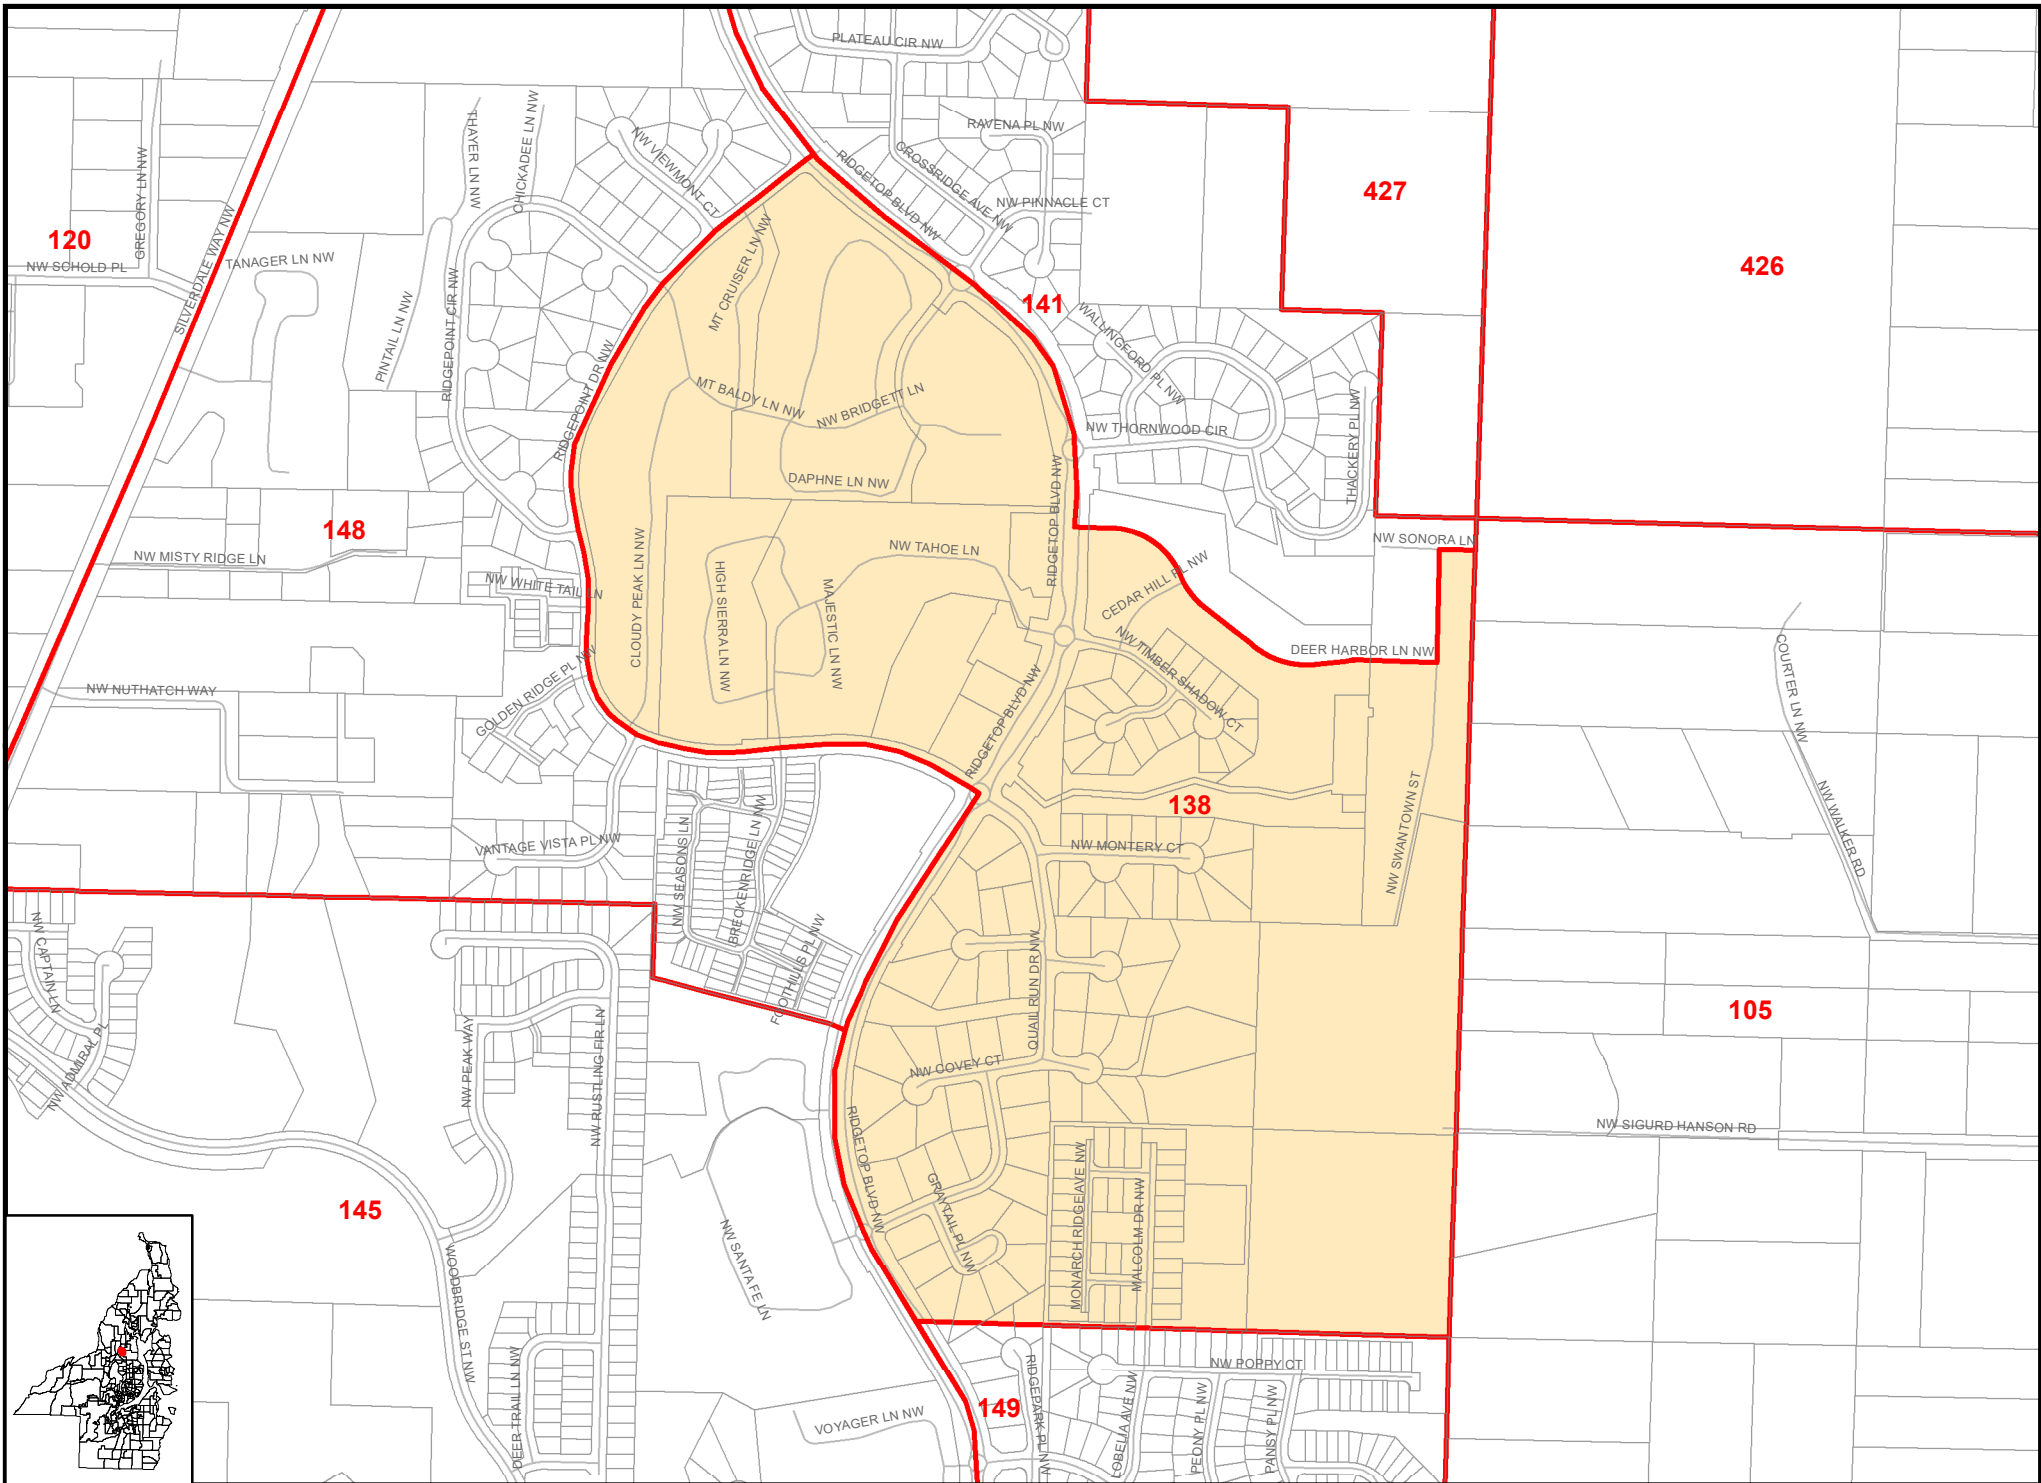 PLATEAU CIR NW
THAYER LN NW
CHICKADEE LN NW
NW VIEWMONT CT
RAVENA PL NW
RIDGETOP BLVD NW
CROSSRIDGE AVE NW
NW PINNACLE CT
427
120
GREGORY LN NW
NW SCHOLD PL
SILVERDALE WAY NW
TANAGER LN NW
PINTAIL LN NW
RIDGEPOINT CIR NW
MT CRUISER LN NW
426
141
WALLINGFORD PL NW
RIDGEPOINT DR NW
MT BALDY LN NW
NW BRIDGETT LN
NW THORNWOOD CIR
THACKERY PL NW
DAPHNE LN NW
RIDGETOP BLVD NW
148
NW MISTY RIDGE LN
NW WHITE TAIL LN
CLOUDY PEAK LN NW
HIGH SIERRA LN NW
MAJESTIC LN NW
NW TAHOE LN
NW SONORA LN
CEDAR HILL PL NW
NW TIMBER SHADOW CT
DEER HARBOR LN NW
COURTER LN NW
NW NUTHATCH WAY
GOLDEN RIDGE PL NW
RIDGETOP BLVD NW
138
NW SWANTOWN ST
NW WALKER RD
VANTAGE VISTA PL NW
NW SEASONS LN
BRECKENRIDGE LN NW
NW MONTERY CT
FOOTHILLS PL NW
QUAIL RUN DR NW
NW CAPTAIN LN
NW ADMIRAL PL
NW PEAK WAY
NW RUSTLING FIR LN
105
NW COVEY CT
NW SIGURD HANSON RD
145
RIDGETOP BLVD NW
GRAYTAIL PL NW
MONARCH RIDGE AVE NW
MALCOLM DR NW
NW SANTA FE LN
WOODBRIDGE ST NW
DEER TRAIL LN NW
VOYAGER LN NW
149
RIDGEPARK PL NW
NW POPPY CT
LOBELIA AVE NW
PEONY PL NW
PANSY PL NW